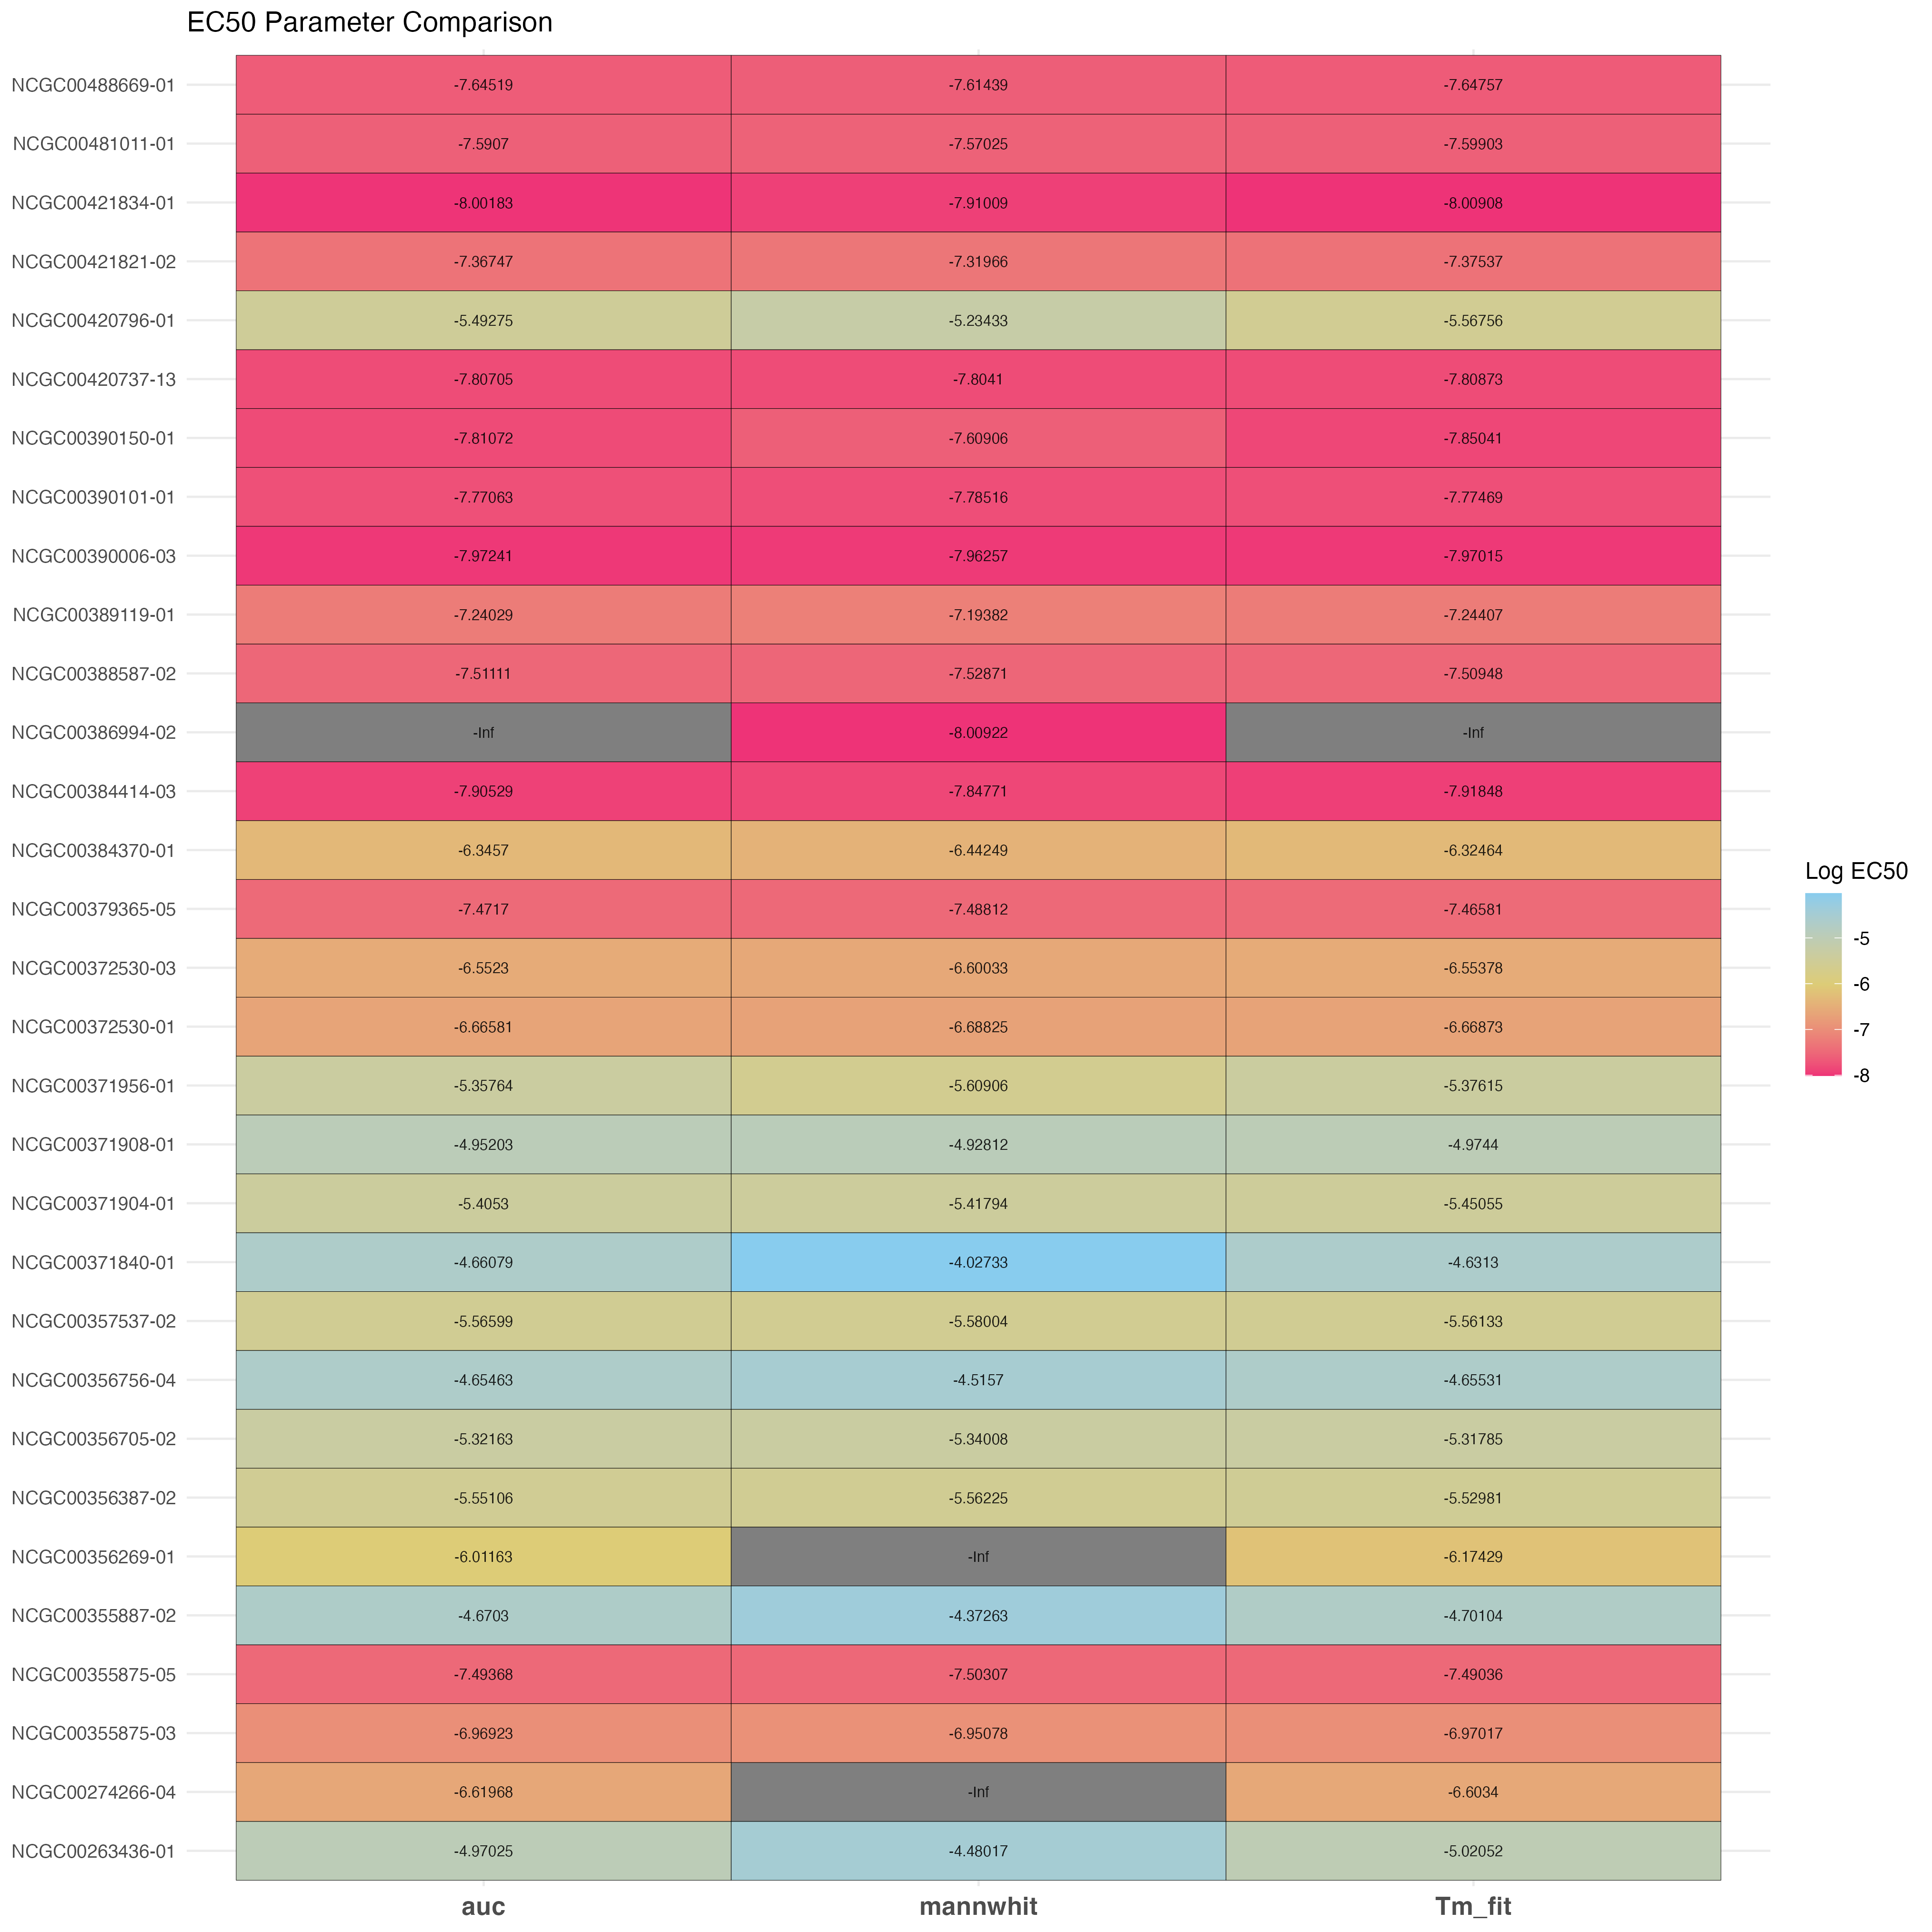 EC50 Parameter Comparison
NCGC00488669-01 -7.64519 -7.61439 -7.64757
NCGC00481011-01 -7.5907 -7.57025 -7.59903
NCGC00421834-01 -8.00183 -7.91009 -8.00908
NCGC00421821-02 -7.36747 -7.31966 -7.37537
NCGC00420796-01 -5.49275 -5.23433 -5.56756
NCGC00420737-13 -7.80705 -7.8041 -7.80873
NCGC00390150-01 -7.81072 -7.60906 -7.85041
NCGC00390101-01 -7.77063 -7.78516 -7.77469
NCGC00390006-03 -7.97241 -7.96257 -7.97015
NCGC00389119-01 -7.24029 -7.19382 -7.24407
NCGC00388587-02 -7.51111 -7.52871 -7.50948
NCGC00386994-02 -Inf -8.00922 -Inf
NCGC00384414-03 -7.90529 -7.84771 -7.91848
NCGC00384370-01 -6.3457 -6.44249 -6.32464
NCGC00379365-05 -7.4717 -7.48812 -7.46581
NCGC00372530-03 -6.5523 -6.60033 -6.55378
NCGC00372530-01 -6.66581 -6.68825 -6.66873
NCGC00371956-01 -5.35764 -5.60906 -5.37615
NCGC00371908-01 -4.95203 -4.92812 -4.9744
NCGC00371904-01 -5.4053 -5.41794 -5.45055
NCGC00371840-01 -4.66079 -4.02733 -4.6313
NCGC00357537-02 -5.56599 -5.58004 -5.56133
NCGC00356756-04 -4.65463 -4.5157 -4.65531
NCGC00356705-02 -5.32163 -5.34008 -5.31785
NCGC00356387-02 -5.55106 -5.56225 -5.52981
NCGC00356269-01 -6.01163 -Inf -6.17429
NCGC00355887-02 -4.6703 -4.37263 -4.70104
NCGC00355875-05 -7.49368 -7.50307 -7.49036
NCGC00355875-03 -6.96923 -6.95078 -6.97017
NCGC00274266-04 -6.61968 -Inf -6.6034
NCGC00263436-01 -4.97025 -4.48017 -5.02052
auc mannwhit Tm_fit
Log EC50
-5
-6
-7
-8